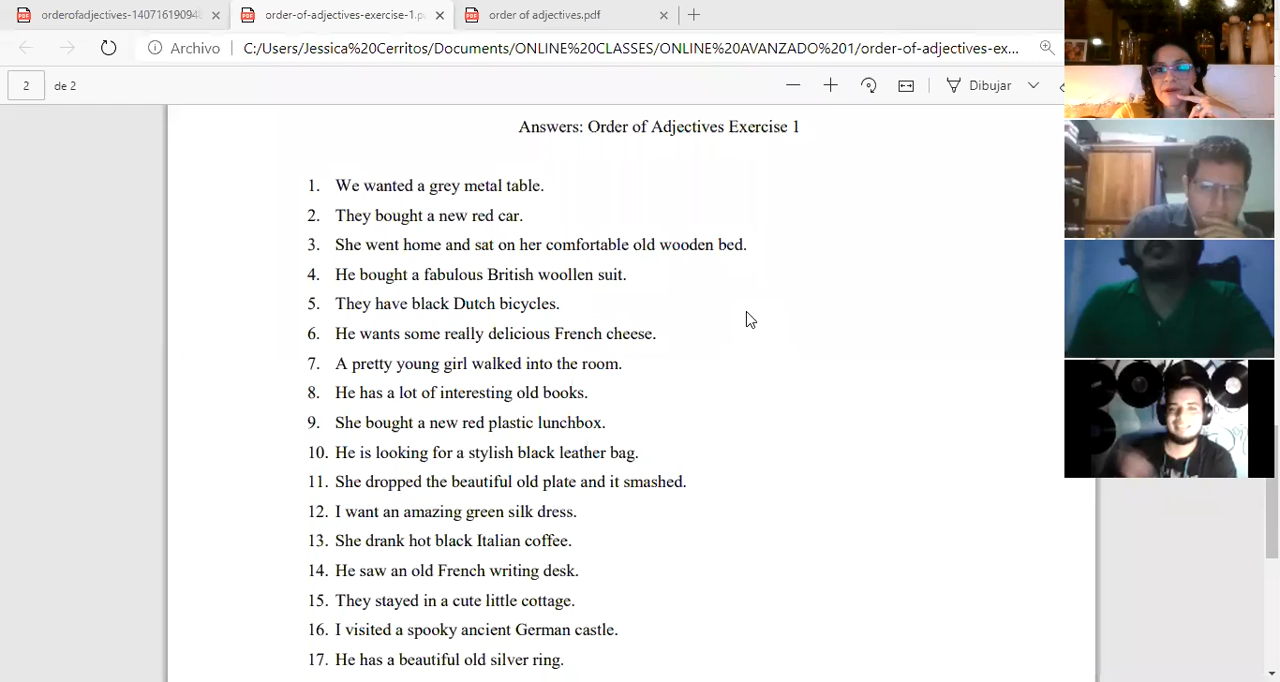 orderofadjectives-140716190948
order-of-adjectives-exercise-1.p
order of adjectives.pdf
Archivo
C:/Users/Jessica%20Cerritos/Documents/ONLINE%20CLASSES/ONLINE%20AVANZADO%201/order-of-adjectives-ex...
2
de 2
Dibujar
Answers: Order of Adjectives Exercise 1
1. We wanted a grey metal table.
2. They bought a new red car.
3. She went home and sat on her comfortable old wooden bed.
4. He bought a fabulous British woollen suit.
5. They have black Dutch bicycles.
6. He wants some really delicious French cheese.
7. A pretty young girl walked into the room.
8. He has a lot of interesting old books.
9. She bought a new red plastic lunchbox.
10. He is looking for a stylish black leather bag.
11. She dropped the beautiful old plate and it smashed.
12. I want an amazing green silk dress.
13. She drank hot black Italian coffee.
14. He saw an old French writing desk.
15. They stayed in a cute little cottage.
16. I visited a spooky ancient German castle.
17. He has a beautiful old silver ring.